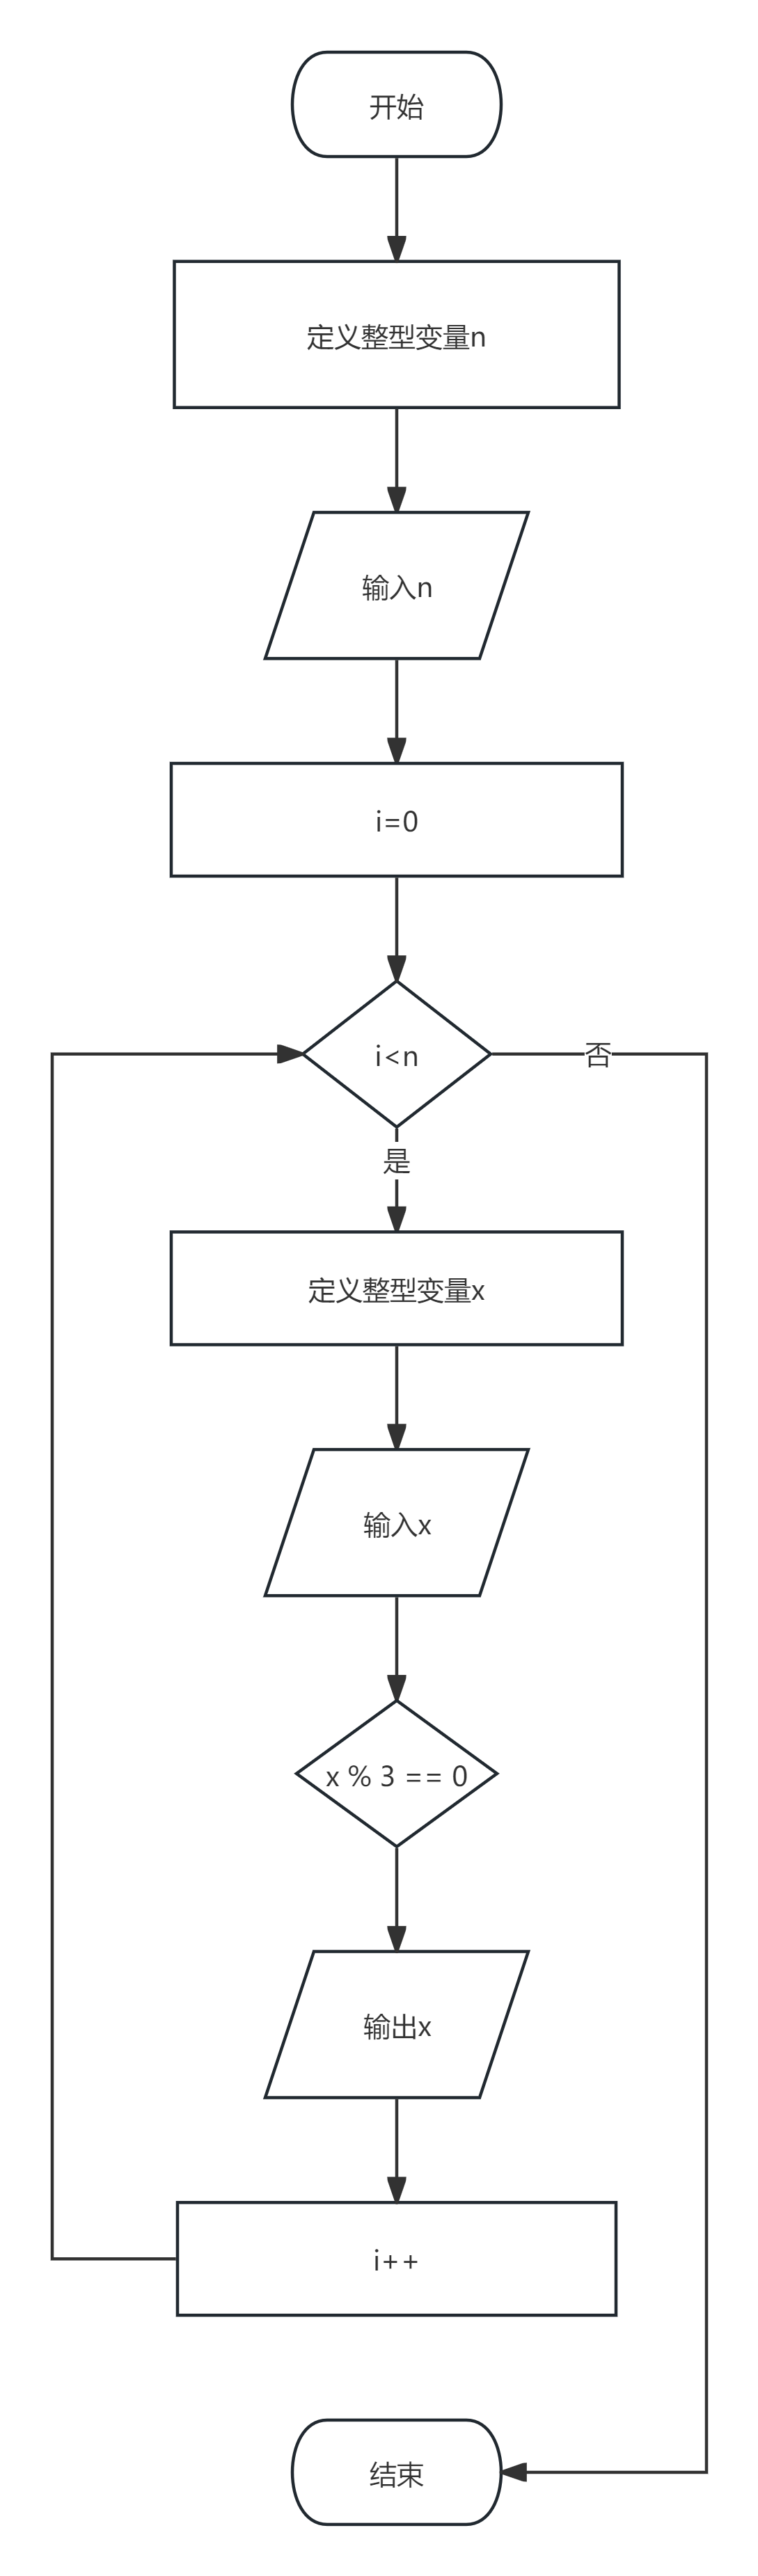 开始
定义整型变量n
输入n
i=0
i<n
否
是
定义整型变量x
输入x
x % 3 == 0
输出x
i++
结束